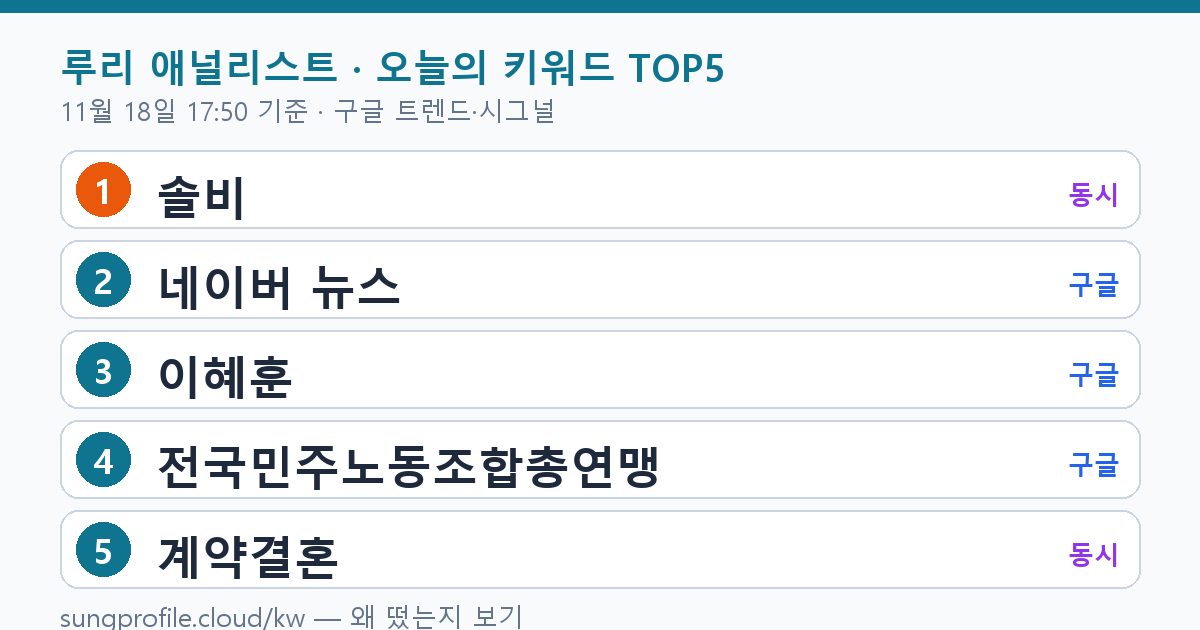 루리 애널리스트 · 오늘의 키워드 TOP5
11월 18일 17:50 기준 · 구글 트렌드·시그널
1 솔비 동시
2 네이버 뉴스 구글
3 이혜훈 구글
4 전국민주노동조합총연맹 구글
5 계약결혼 동시
sungprofile.cloud/kw — 왜 떴는지 보기